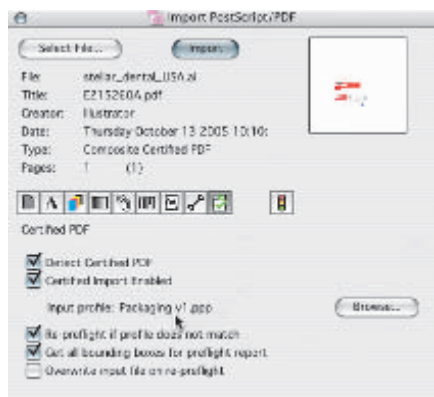 Import PostScript/PDF
Select File...
Import
File: stellar_dental_USA.ai
Title: E215260A.pdf
Creator: Illustrator
Date: Thursday October 13 2005 10:10:
Type: Composite Certified PDF
Pages: 1 (1)
Certified PDF
Detect Certified PDF
Certified Import Enabled
Input profile: Packaging v1.ppp
Browse...
Re-preflight if profile does not match
Get all bounding boxes for preflight report
Overwrite input file on re-preflight